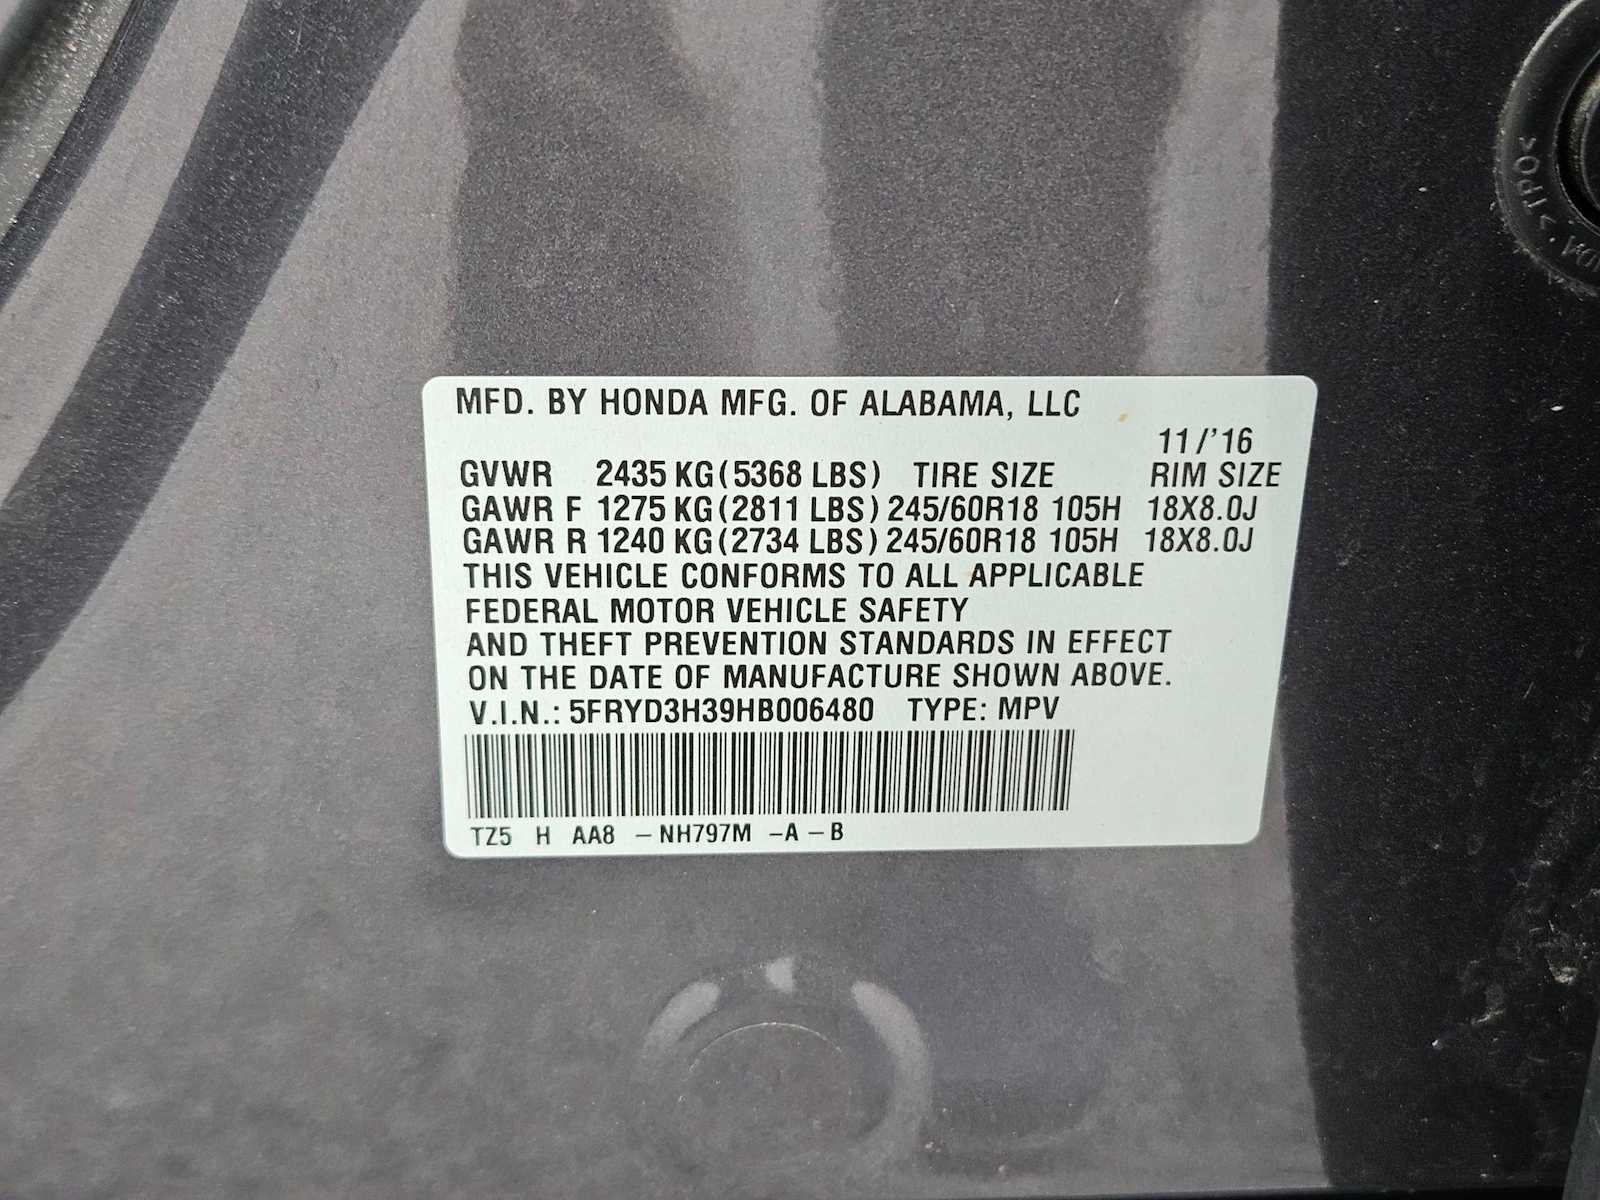 MFD. BY HONDA MFG. OF ALABAMA, LLC
11/'16
GVWR 2435 KG (5368 LBS) TIRE SIZE RIM SIZE
GAWR F 1275 KG (2811 LBS) 245/60R18 105H 18X8.0J
GAWR R 1240 KG (2734 LBS) 245/60R18 105H 18X8.0J
THIS VEHICLE CONFORMS TO ALL APPLICABLE
FEDERAL MOTOR VEHICLE SAFETY
AND THEFT PREVENTION STANDARDS IN EFFECT
ON THE DATE OF MANUFACTURE SHOWN ABOVE.
V.I.N.: 5FRYD3H39HB006480 TYPE: MPV
TZ5 H AA8 – NH797M –A – B
>TPO<